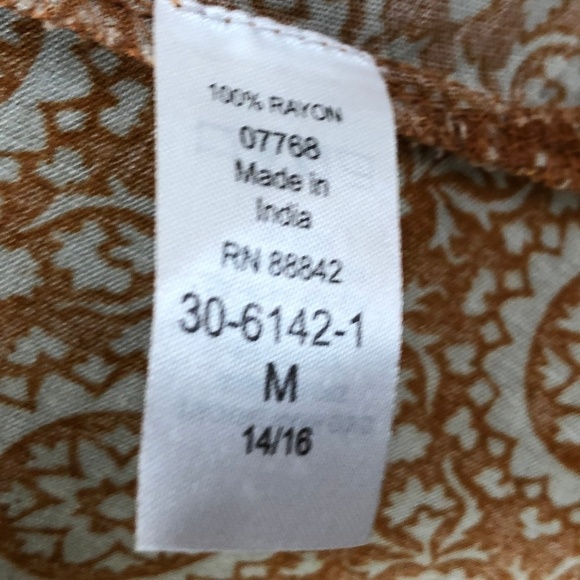 100% RAYON
07768
Made in
India
RN 88842
30-6142-1
M
14/16